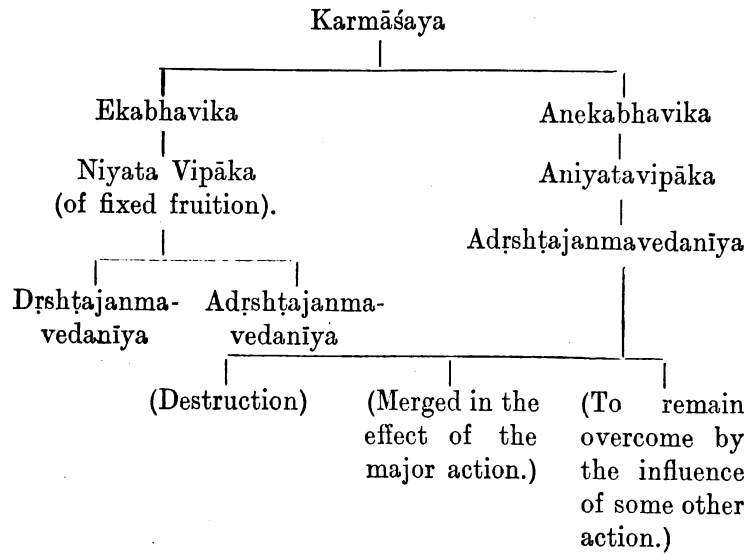 Karmāśaya
Ekabhavika
Anekabhavika
Niyata Vipāka
(of fixed fruition).
Aniyatavipāka
Adṛshṭajanmavedanīya
Dṛshṭajanma-
vedanīya
Adṛshṭajanma-
vedanīya
(Destruction)
(Merged in the
effect of the
major action.)
(To remain
overcome by
the influence
of some other
action.)